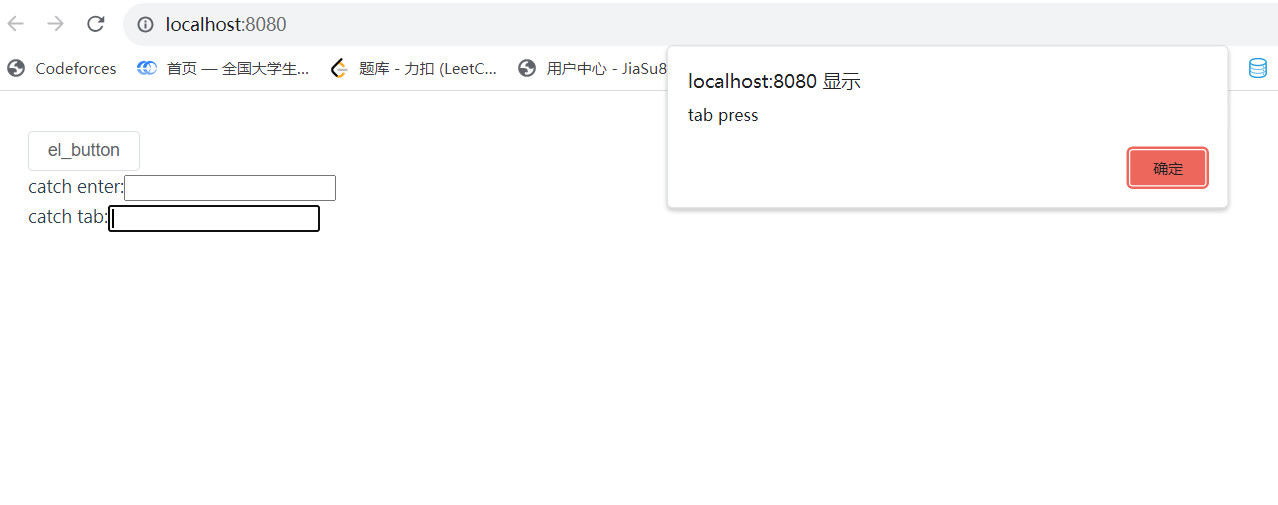 localhost:8080
Codeforces 首页 — 全国大学生... 题库 - 力扣 (LeetC... 用户中心 - JiaSu8
localhost:8080 显示
tab press
确定
el_button
catch enter:
catch tab: